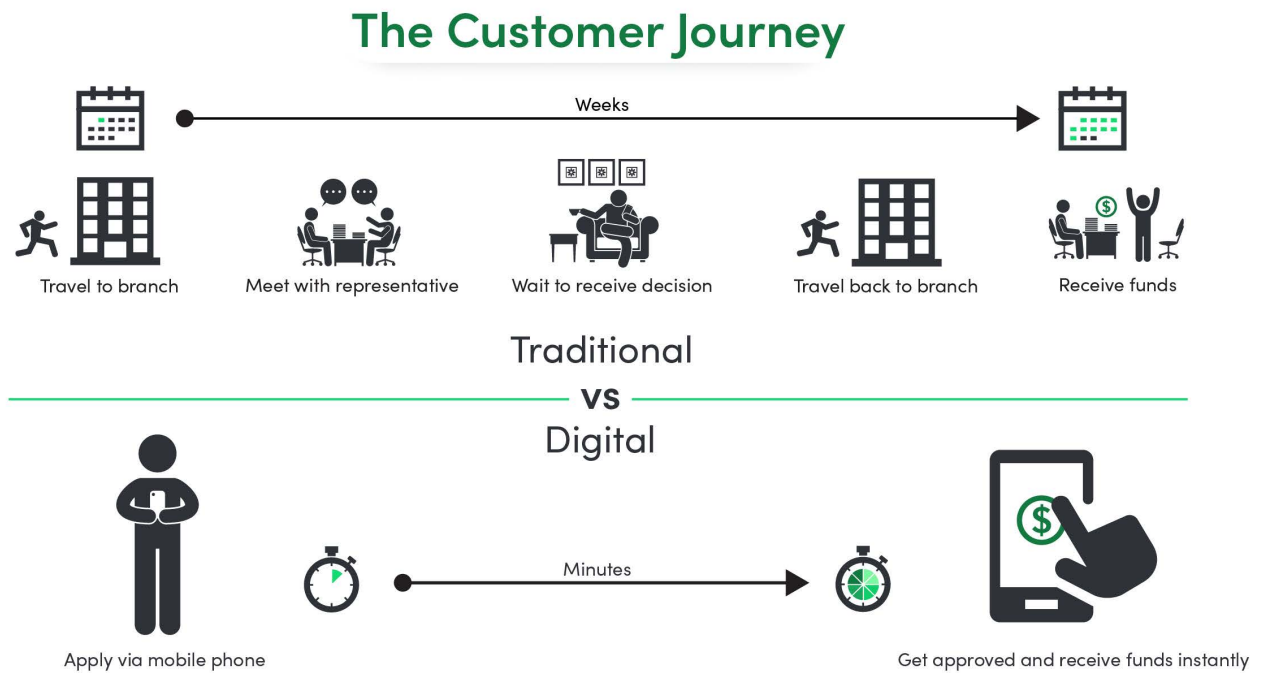 The Customer Journey
Weeks
Travel to branch
Meet with representative
Wait to receive decision
Travel back to branch
Receive funds
Traditional
vs
Digital
Minutes
Apply via mobile phone
Get approved and receive funds instantly